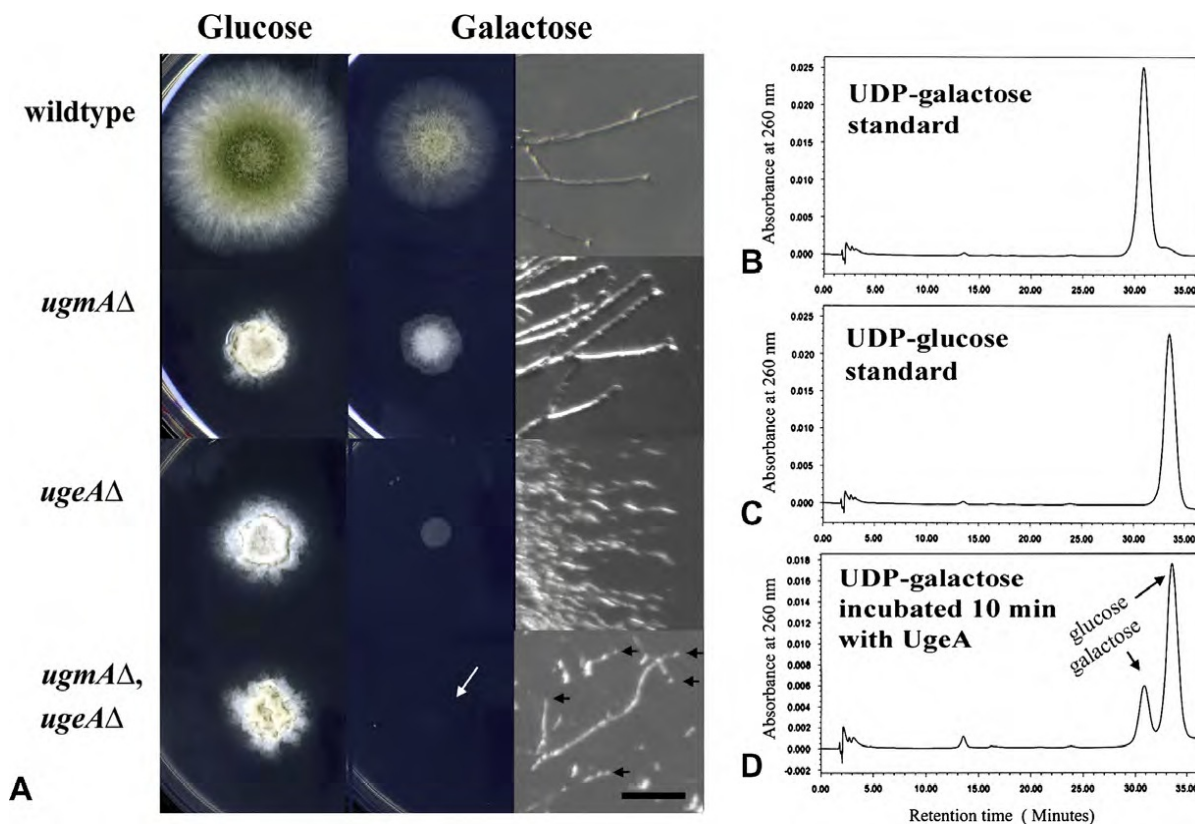 Glucose Galactose
wildtype
ugmAΔ
ugeAΔ
ugmAΔ,
ugeAΔ
A
UDP-galactose
standard
Absorbance at 260 nm
0.025
0.020
0.015
0.010
0.005
0.000
0.00 5.00 10.00 15.00 20.00 25.00 30.00 35.00
B
UDP-glucose
standard
Absorbance at 260 nm
0.020
0.015
0.010
0.005
0.000
0.00 5.00 10.00 15.00 20.00 25.00 30.00 35.00
C
UDP-galactose
incubated 10 min
with UgeA
glucose
galactose
Absorbance at 260 nm
0.018
0.016
0.014
0.012
0.010
0.008
0.006
0.004
0.002
0.000
-0.002
0.00 5.00 10.00 15.00 20.00 25.00 30.00 35.00
D
Retention time ( Minutes)